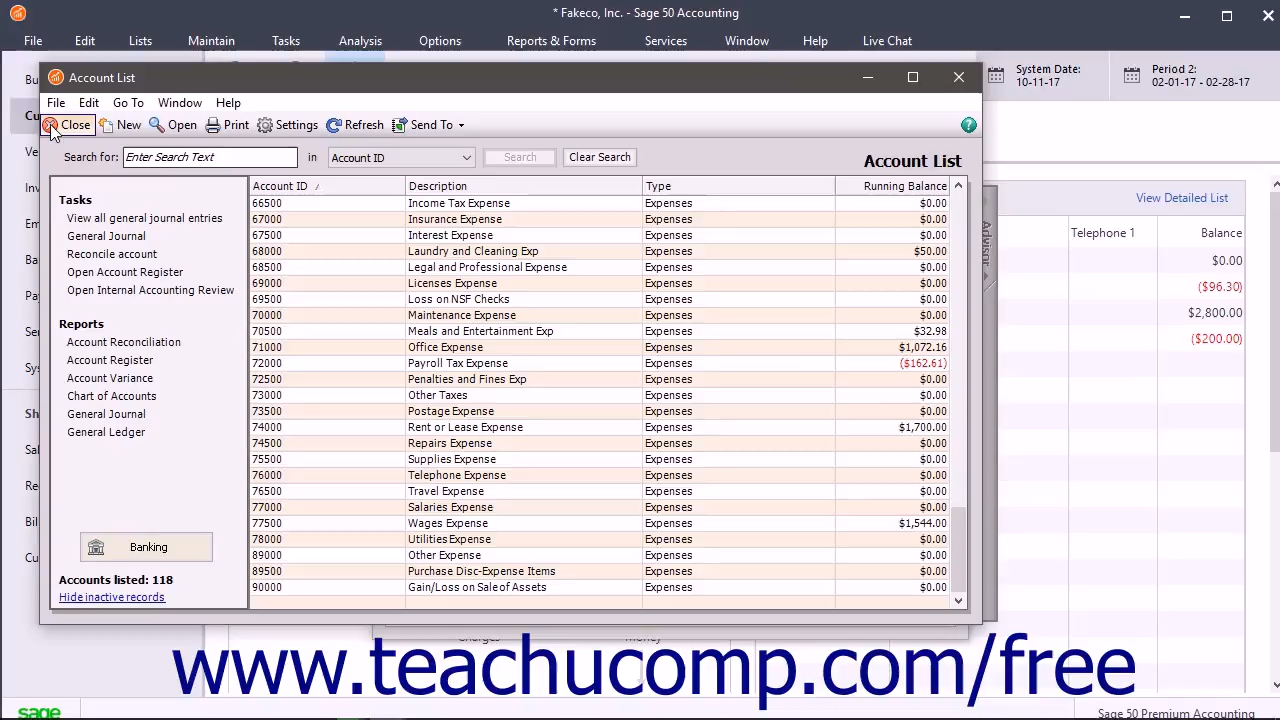 * Fakeco, Inc. - Sage 50 Accounting
File Edit Lists Maintain Tasks Analysis Options Reports & Forms Services Window Help Live Chat
System Date:
10-11-17
Period 2:
02-01-17 - 02-28-17
Account List
File Edit Go To Window Help
Close New Open Print Settings Refresh Send To
Search for: Enter Search Text in Account ID Search Clear Search
Account List
Tasks
View all general journal entries
General Journal
Reconcile account
Open Account Register
Open Internal Accounting Review
Reports
Account Reconciliation
Account Register
Account Variance
Chart of Accounts
General Journal
General Ledger
Banking
Accounts listed: 118
Hide inactive records
Account ID Description Type Running Balance
66500 Income Tax Expense Expenses $0.00
67000 Insurance Expense Expenses $0.00
67500 Interest Expense Expenses $0.00
68000 Laundry and Cleaning Exp Expenses $50.00
68500 Legal and Professional Expense Expenses $0.00
69000 Licenses Expense Expenses $0.00
69500 Loss on NSF Checks Expenses $0.00
70000 Maintenance Expense Expenses $0.00
70500 Meals and Entertainment Exp Expenses $32.98
71000 Office Expense Expenses $1,072.16
72000 Payroll Tax Expense Expenses ($162.61)
72500 Penalties and Fines Exp Expenses $0.00
73000 Other Taxes Expenses $0.00
73500 Postage Expense Expenses $0.00
74000 Rent or Lease Expense Expenses $1,700.00
74500 Repairs Expense Expenses $0.00
75500 Supplies Expense Expenses $0.00
76000 Telephone Expense Expenses $0.00
76500 Travel Expense Expenses $0.00
77000 Salaries Expense Expenses $0.00
77500 Wages Expense Expenses $1,544.00
78000 Utilities Expense Expenses $0.00
89000 Other Expense Expenses $0.00
89500 Purchase Disc-Expense Items Expenses $0.00
90000 Gain/Loss on Sale of Assets Expenses $0.00
Advisor
View Detailed List
Telephone 1 Balance
$0.00
($96.30)
$2,800.00
($200.00)
Bu
Cu
Ve
Inv
Em
Ba
Pa
Ser
Sys
Sh
Sal
Re
Bil
Cu
www.teachucomp.com/free
sage
Sage 50 Premium Accounting